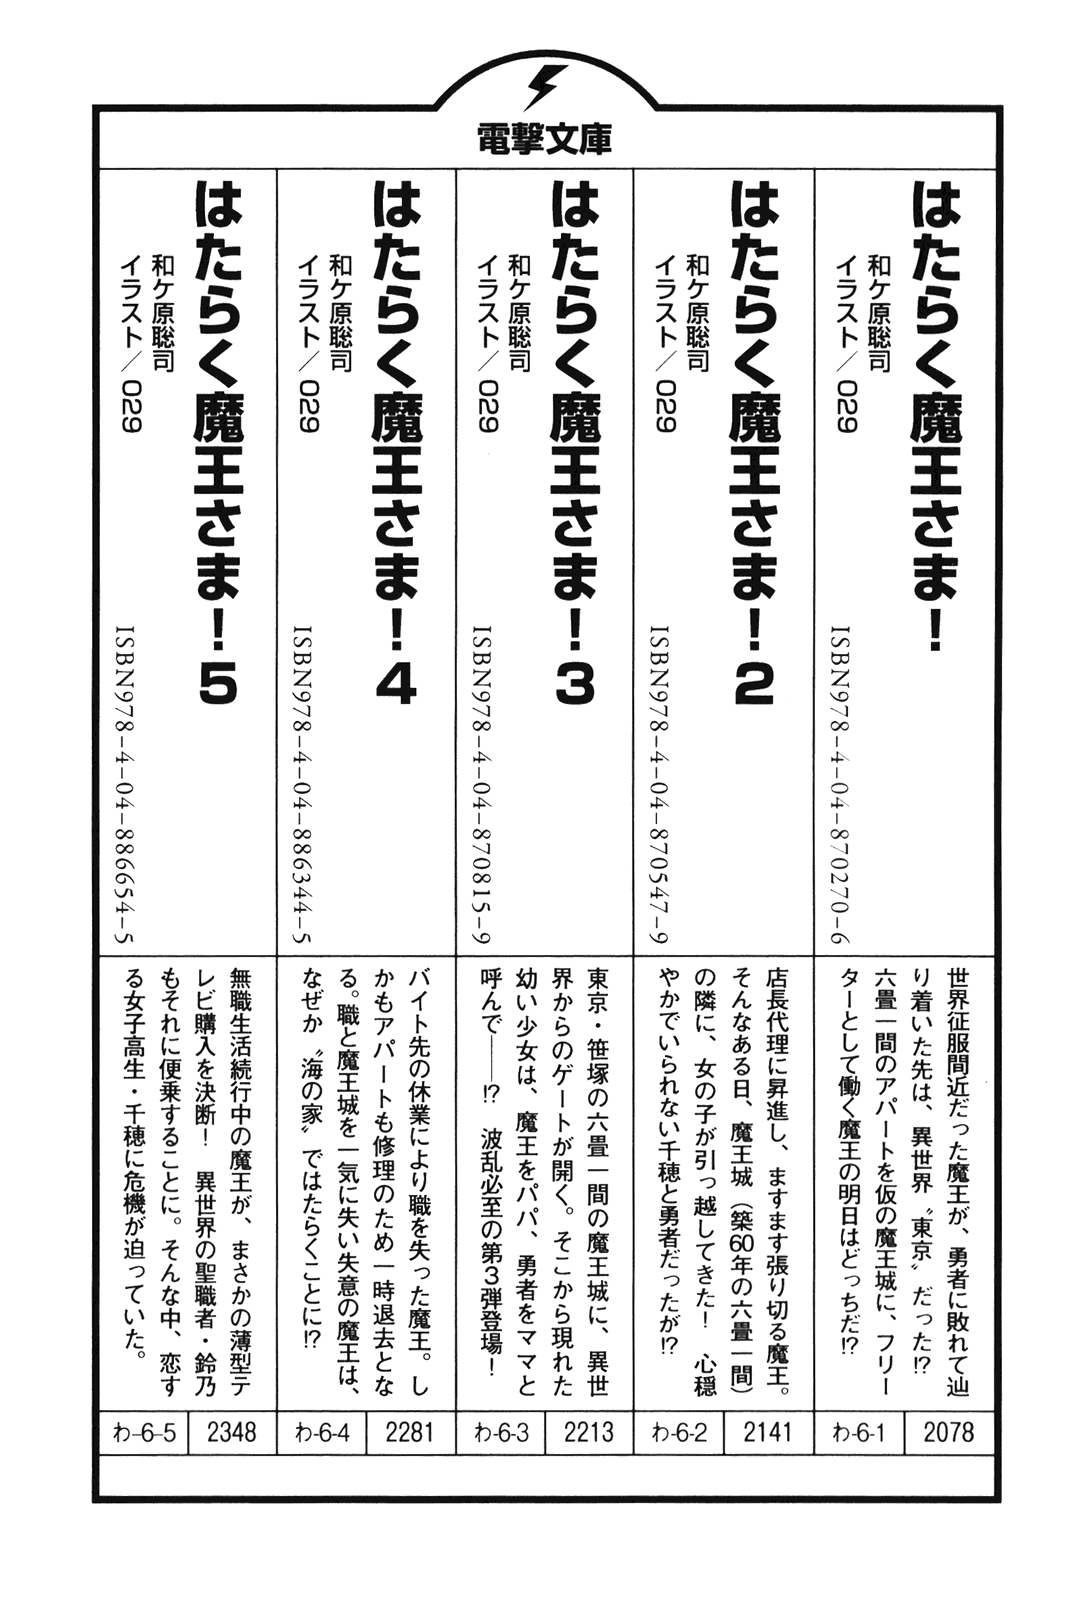 電撃文庫
はたらく魔王さま!
和ケ原聡司
イラスト/029
ISBN978-4-04-870270-6
世界征服間近だった魔王が、勇者に敗れて辿
り着いた先は、異世界〝東京〟だった!?
六畳一間のアパートを仮の魔王城に、フリー
ターとして働く魔王の明日はどっちだ!?
わ-6-1
2078
はたらく魔王さま!2
和ケ原聡司
イラスト/029
ISBN978-4-04-870547-9
店長代理に昇進し、ますます張り切る魔王。
そんなある日、魔王城(築60年の六畳一間)
の隣に、女の子が引っ越してきた! 心穏
やかでいられない千穂と勇者だったが!?
わ-6-2
2141
はたらく魔王さま!3
和ケ原聡司
イラスト/029
ISBN978-4-04-870815-9
東京・笹塚の六畳一間の魔王城に、異世
界からのゲートが開く。そこから現れた
幼い少女は、魔王をパパ、勇者をママと
呼んで――!? 波乱必至の第3弾登場!
わ-6-3
2213
はたらく魔王さま!4
和ケ原聡司
イラスト/029
ISBN978-4-04-886344-5
バイト先の休業により職を失った魔王。し
かもアパートも修理のため一時退去とな
る。職と魔王城を一気に失い失意の魔王は、
なぜか〝海の家〟ではたらくことに!?
わ-6-4
2281
はたらく魔王さま!5
和ケ原聡司
イラスト/029
ISBN978-4-04-886654-5
無職生活続行中の魔王が、まさかの薄型テ
レビ購入を決断! 異世界の聖職者・鈴乃
もそれに便乗することに。そんな中、恋す
る女子高生・千穂に危機が迫っていた。
わ-6-5
2348